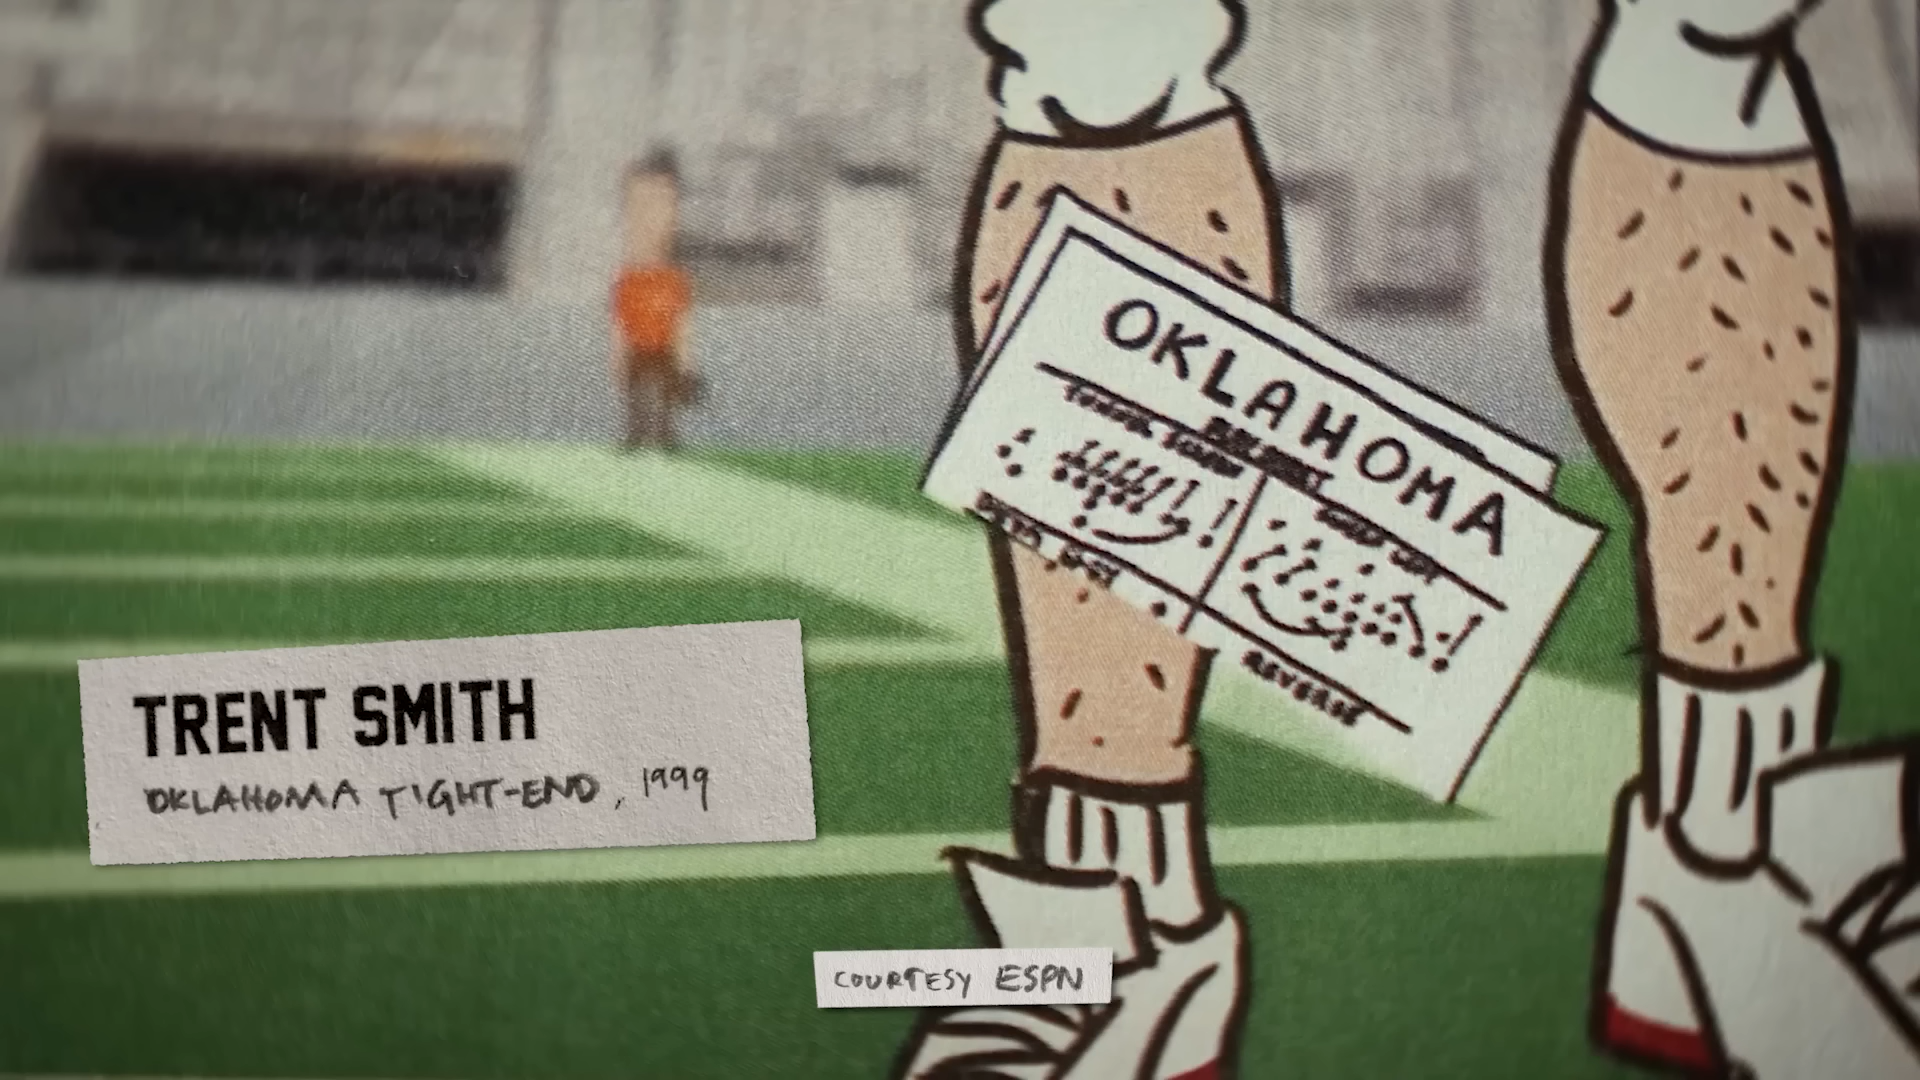 OKLAHOMA
REVERSE
TRENT SMITH
OKLAHOMA TIGHT-END, 1999
COURTESY ESPN